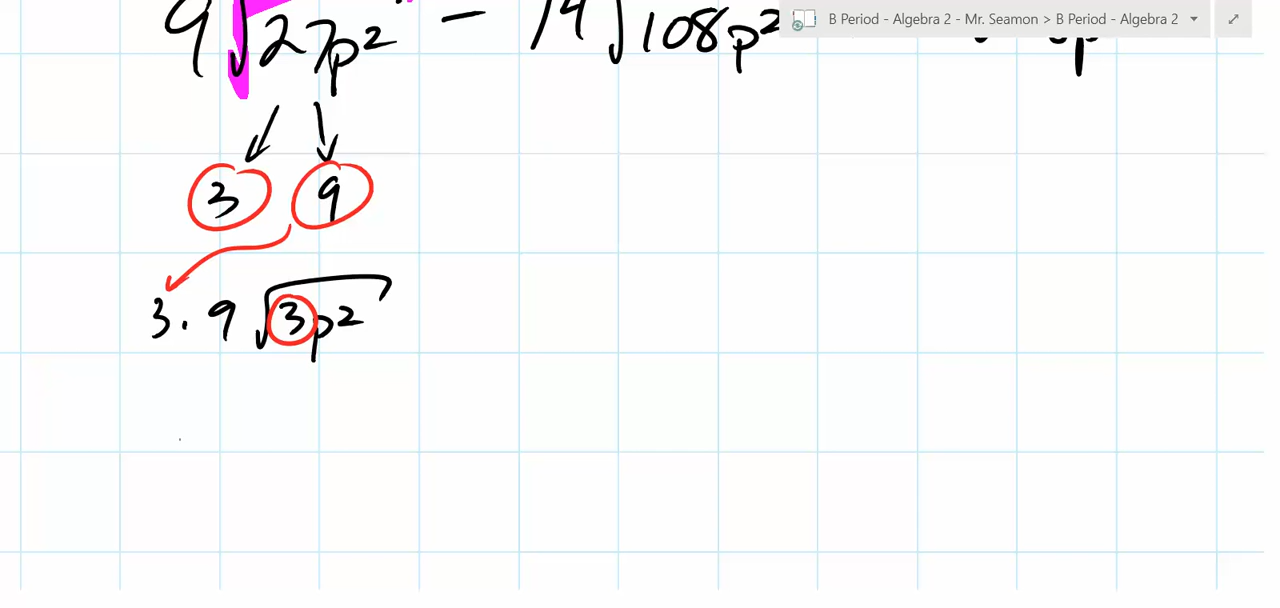 B Period - Algebra 2 - Mr. Seamon > B Period - Algebra 2
9√27p² - 14√108p²
3 9
3 · 9√3p²